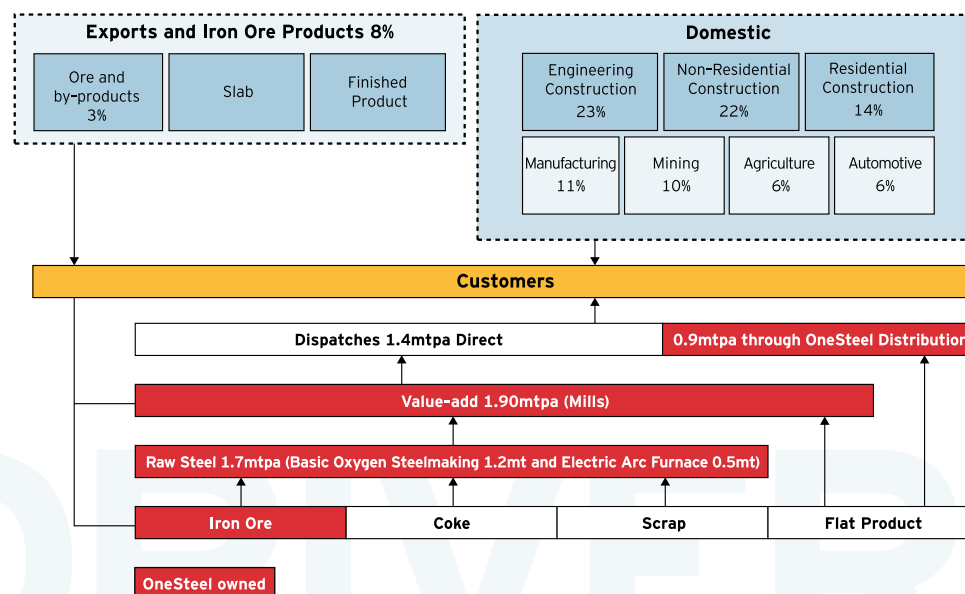 Exports and Iron Ore Products 8%
Ore and
by-products
3%
Slab
Finished
Product
Domestic
Engineering
Construction
23%
Non-Residential
Construction
22%
Residential
Construction
14%
Manufacturing
11%
Mining
10%
Agriculture
6%
Automotive
6%
Customers
Dispatches 1.4mtpa Direct
0.9mtpa through OneSteel Distribution
Value-add 1.90mtpa (Mills)
Raw Steel 1.7mtpa (Basic Oxygen Steelmaking 1.2mt and Electric Arc Furnace 0.5mt)
Iron Ore
Coke
Scrap
Flat Product
OneSteel owned